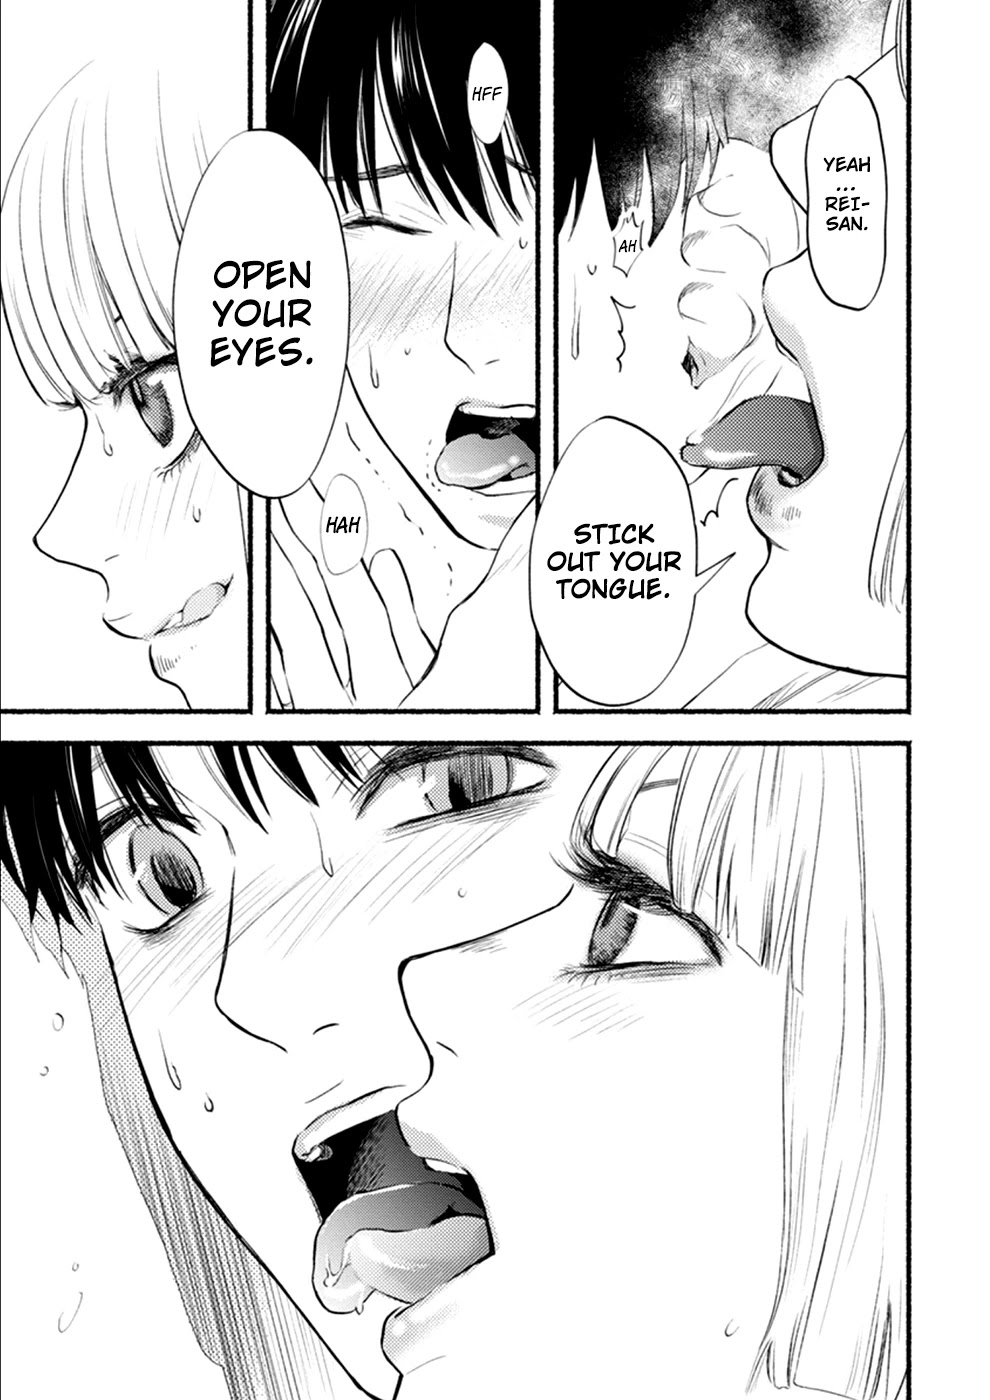 YEAH
...
REI-
SAN.
AH
STICK
OUT YOUR
TONGUE.
HFF
HAH
OPEN
YOUR
EYES.